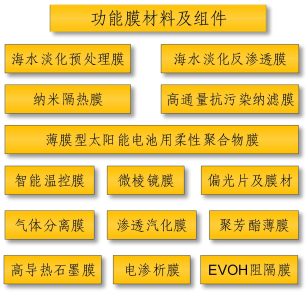 功能膜材料及组件
海水淡化预处理膜
海水淡化反渗透膜
纳米隔热膜
高通量抗污染纳滤膜
薄膜型太阳能电池用柔性聚合物膜
智能温控膜
微棱镜膜
偏光片及膜材
气体分离膜
渗透汽化膜
聚芳酯薄膜
高导热石墨膜
电渗析膜
EVOH阻隔膜